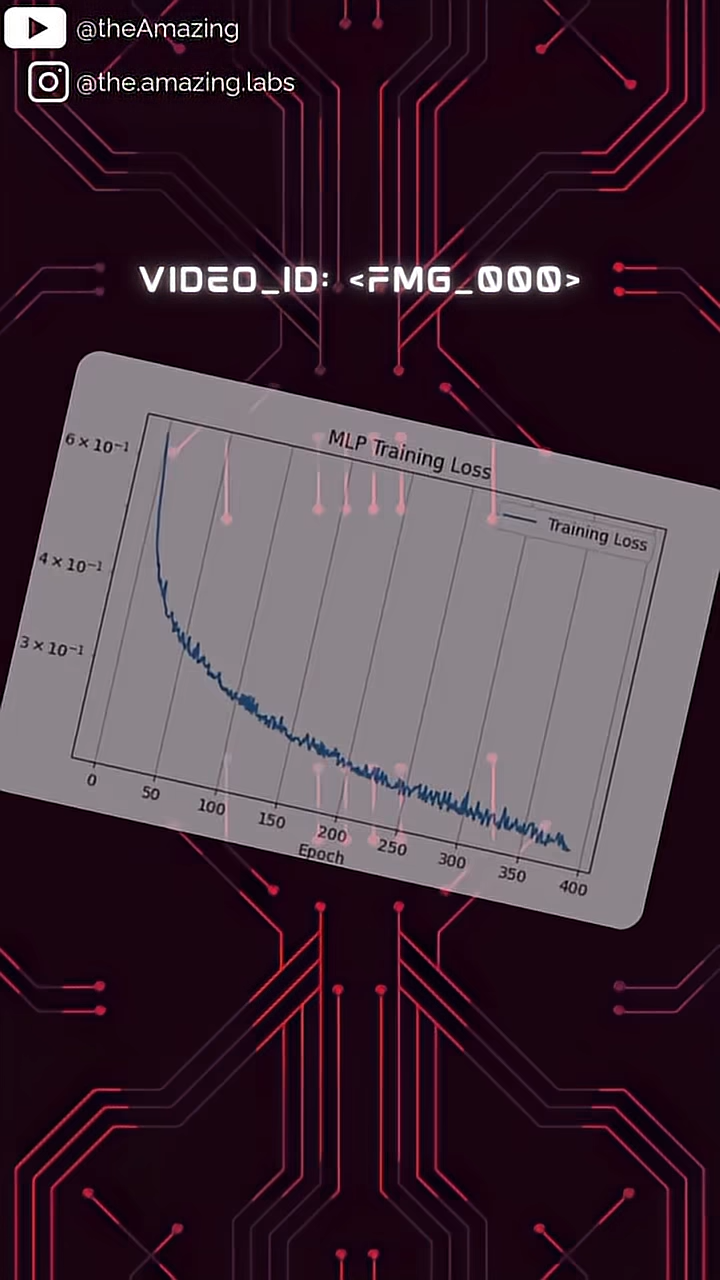 @theAmazing
@the.amazing.labs
VIDEO_ID: <FMG_000>
MLP Training Loss
Training Loss
6×10⁻¹
4×10⁻¹
3×10⁻¹
0 50 100 150 200 250 300 350 400
Epoch